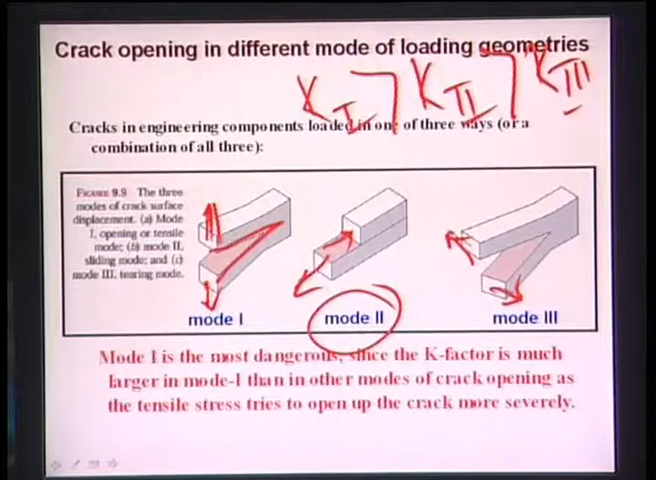 Crack opening in different mode of loading geometries
K_I > K_II > K_III
Cracks in engineering components loaded in one of three ways (or a
combination of all three):
FIGURE 9.9 The three
modes of crack surface
displacement. (a) Mode
I, opening or tensile
mode; (b) mode II,
sliding mode; and (c)
mode III, tearing mode.
mode I
mode II
mode III
Mode I is the most dangerous, since the K-factor is much
larger in mode-I than in other modes of crack opening as
the tensile stress tries to open up the crack more severely.